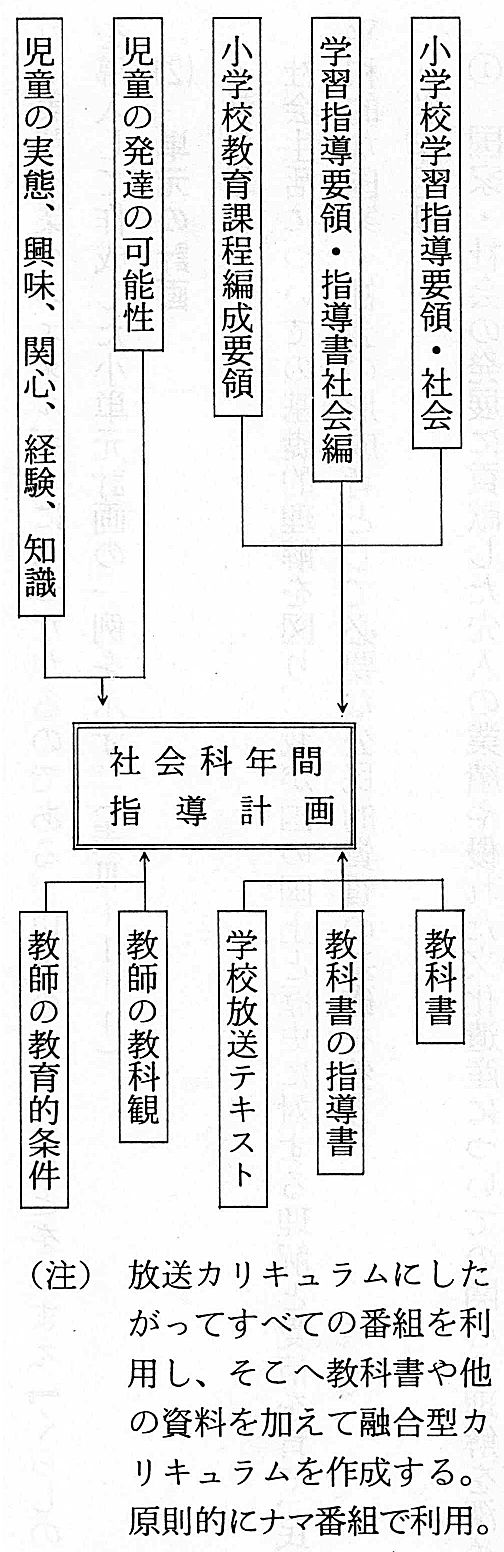 小学校学習指導要領・社会
学習指導要領・指導書社会編
小学校教育課程編成要領
児童の発達の可能性
児童の実態、興味、関心、経験、知識
社会科年間
指導計画
教科書
教科書の指導書
学校放送テキスト
教師の教科観
教師の教育的条件
（注）　放送カリキュラムにした
がってすべての番組を利
用し、そこへ教科書や他
の資料を加えて融合型カ
リキュラムを作成する。
原則的にナマ番組で利用。